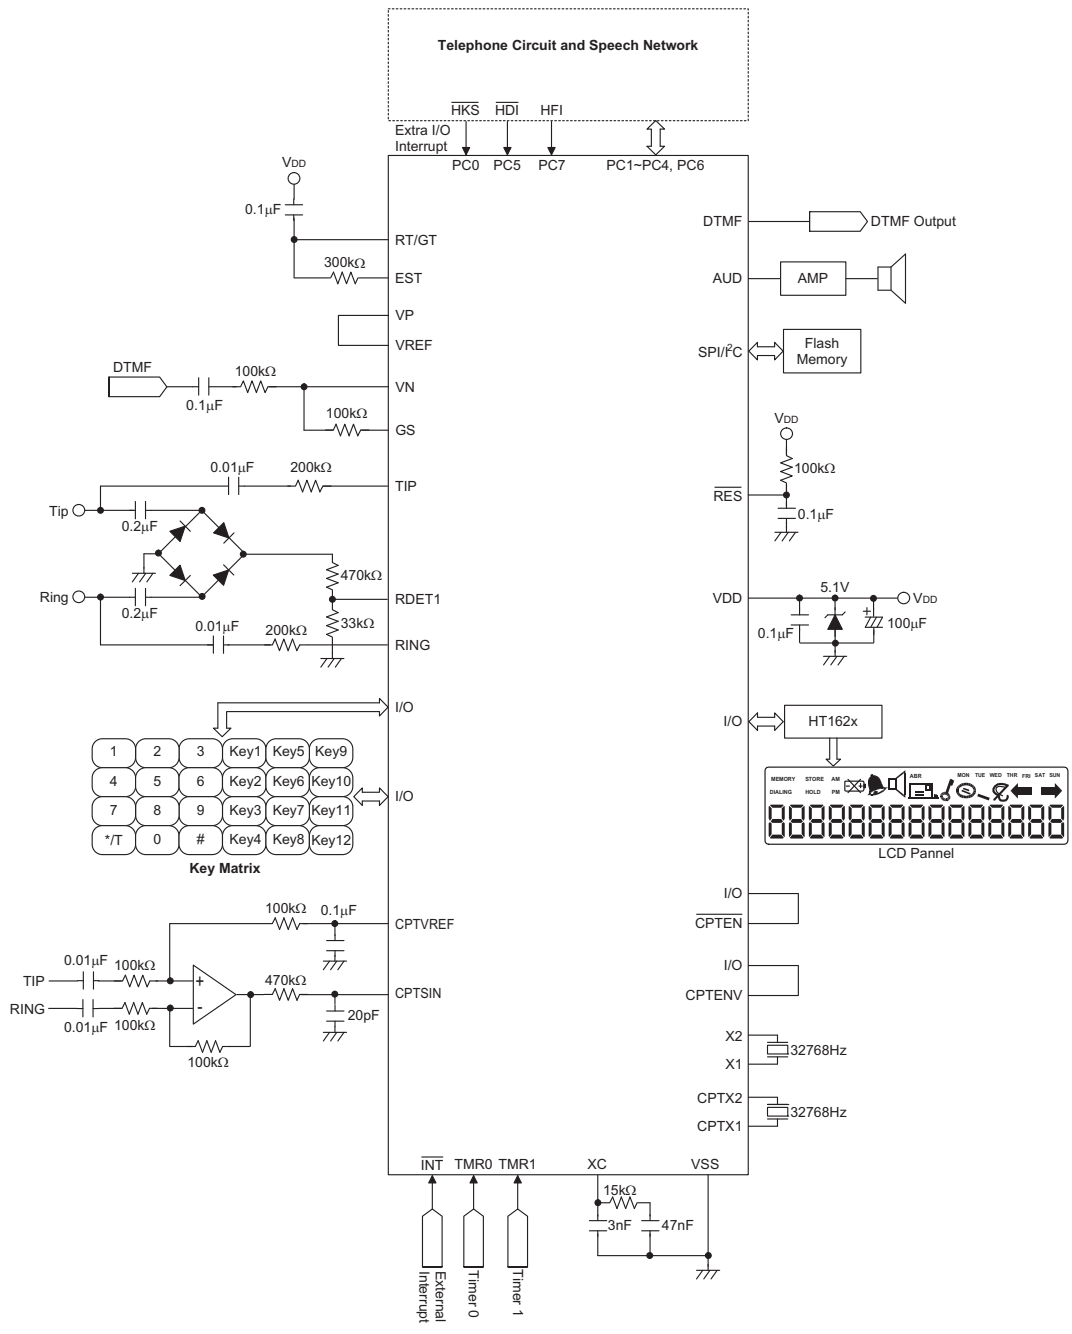 Telephone Circuit and Speech Network
HKS HDI HFI
Extra I/O
Interrupt
PC0 PC5 PC7 PC1~PC4, PC6
VDD
0.1μF
RT/GT
300kΩ
EST
VP
VREF
DTMF
0.1μF
100kΩ
VN
100kΩ
GS
0.01μF
200kΩ
TIP
Tip
0.2μF
470kΩ
RDET1
Ring
0.2μF
33kΩ
0.01μF
200kΩ
RING
I/O
1 2 3 Key1 Key5 Key9
4 5 6 Key2 Key6 Key10
I/O
7 8 9 Key3 Key7 Key11
*/T 0 # Key4 Key8 Key12
Key Matrix
100kΩ
0.1μF
CPTVREF
TIP
0.01μF
100kΩ
+
470kΩ
CPTSIN
RING
0.01μF
100kΩ
-
20pF
100kΩ
DTMF
DTMF Output
AUD
AMP
SPI/I²C
Flash
Memory
VDD
100kΩ
RES
0.1μF
VDD
5.1V
VDD
0.1μF
+
100μF
I/O
HT162x
MEMORY STORE AM ABR MON TUE WED THR FRI SAT SUN
DIALING HOLD PM
LCD Pannel
I/O
CPTEN
I/O
CPTENV
X2
32768Hz
X1
CPTX2
32768Hz
CPTX1
INT TMR0 TMR1 XC VSS
15kΩ
3nF
47nF
External
Interrupt
Timer 0
Timer 1